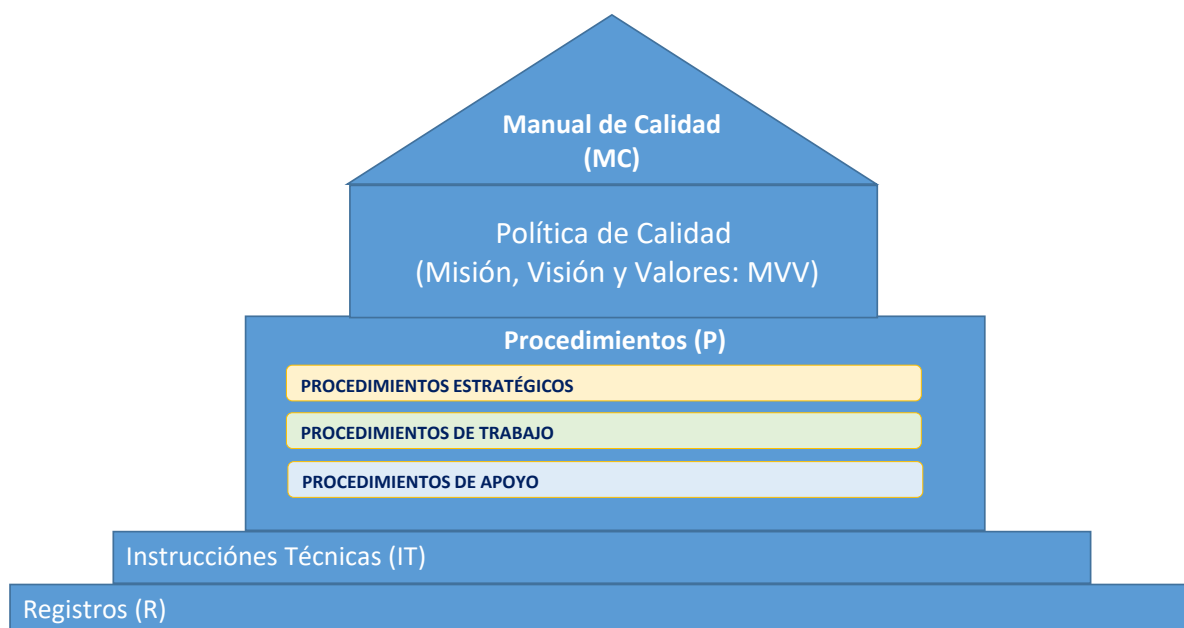 Manual de Calidad
(MC)
Política de Calidad
(Misión, Visión y Valores: MVV)
Procedimientos (P)
PROCEDIMIENTOS ESTRATÉGICOS
PROCEDIMIENTOS DE TRABAJO
PROCEDIMIENTOS DE APOYO
Instrucciónes Técnicas (IT)
Registros (R)